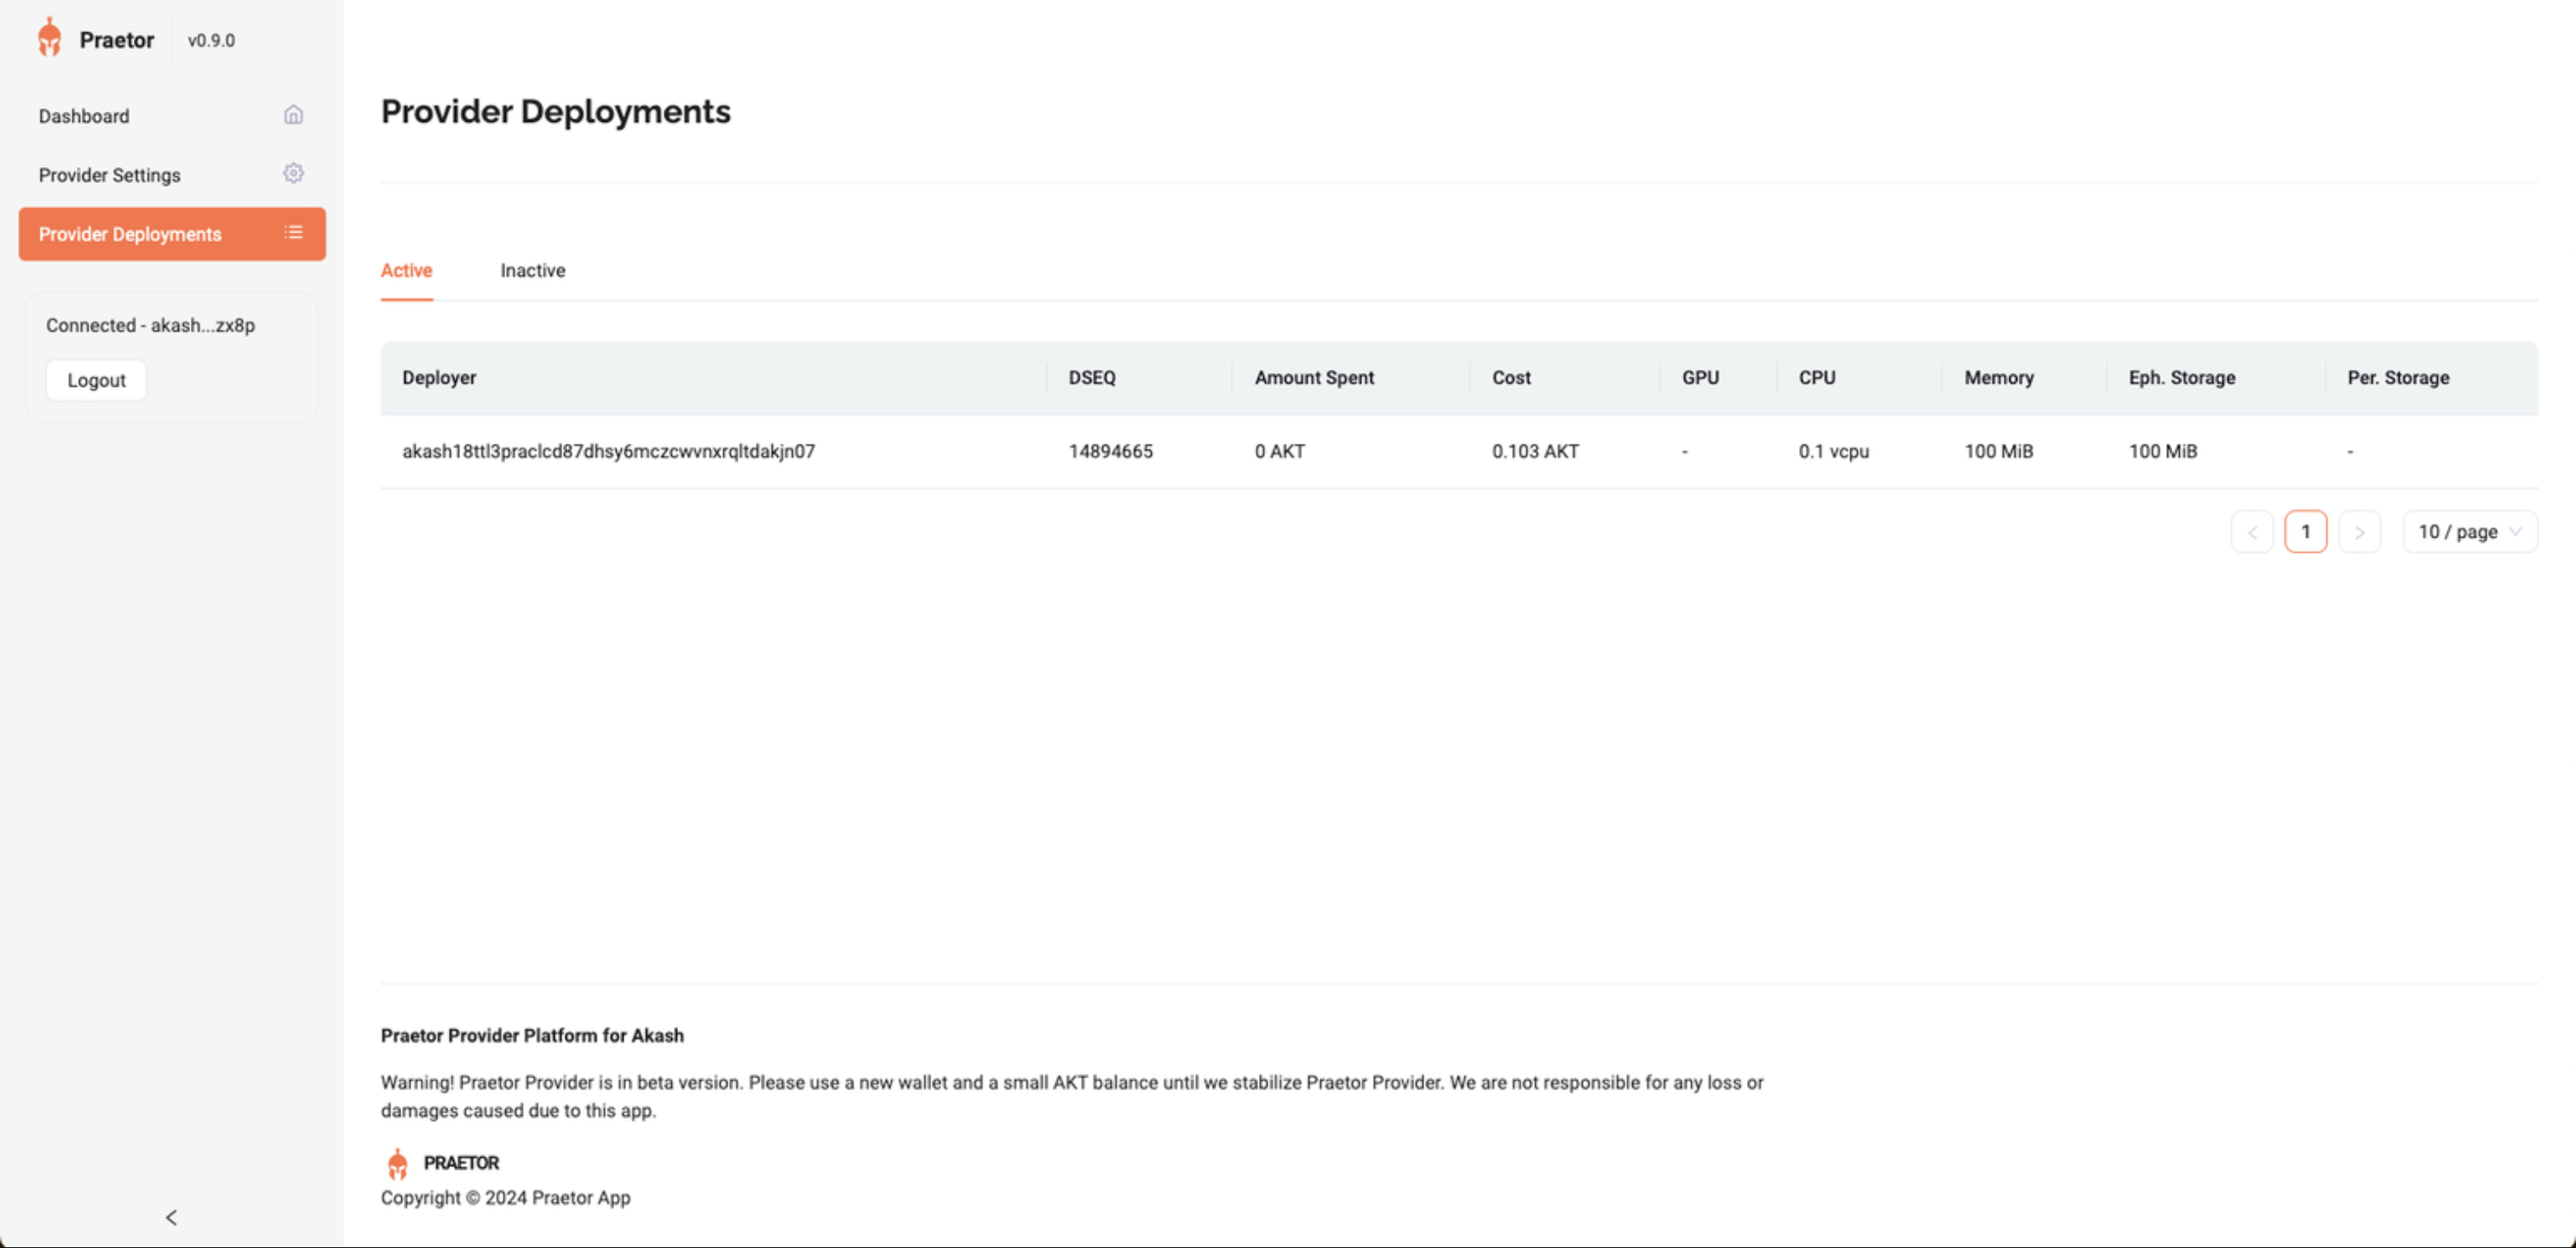 Praetor v0.9.0
Dashboard
Provider Settings
Provider Deployments
Connected - akash...zx8p
Logout
Provider Deployments
Active Inactive
Deployer DSEQ Amount Spent Cost GPU CPU Memory Eph. Storage Per. Storage
akash18ttl3praclcd87dhsy6mczcwvnxrqltdakjn07 14894665 0 AKT 0.103 AKT - 0.1 vcpu 100 MiB 100 MiB -
< 1 > 10 / page
Praetor Provider Platform for Akash
Warning! Praetor Provider is in beta version. Please use a new wallet and a small AKT balance until we stabilize Praetor Provider. We are not responsible for any loss or
damages caused due to this app.
PRAETOR
Copyright © 2024 Praetor App